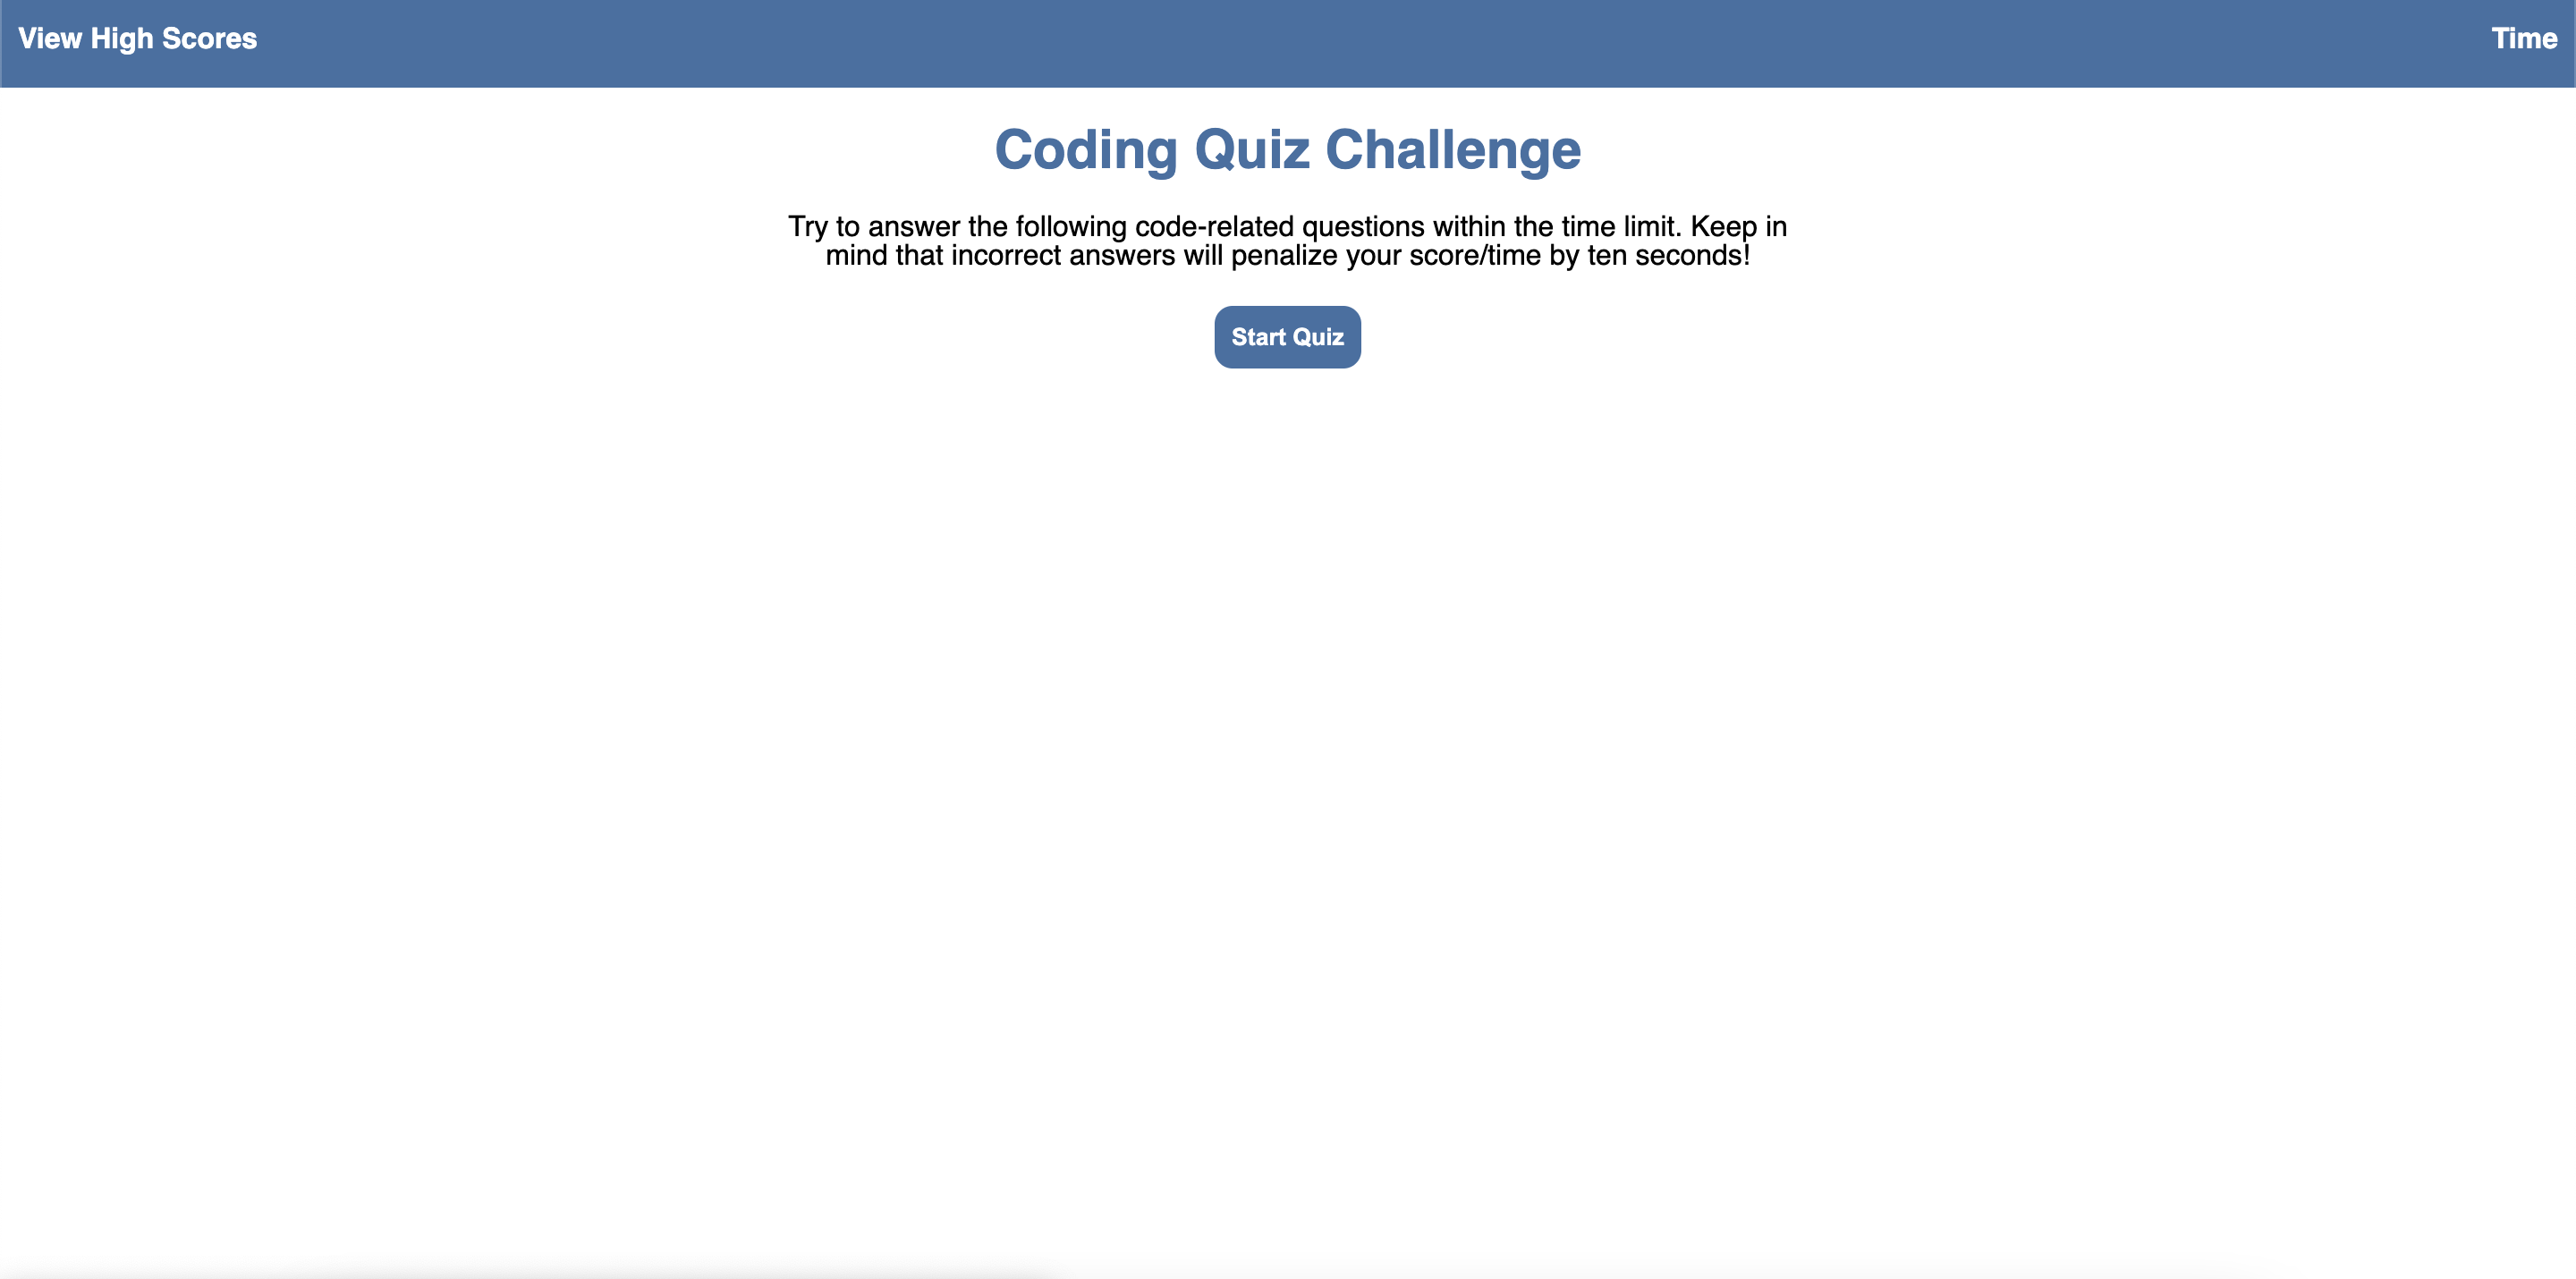 View High Scores
Time
Coding Quiz Challenge
Try to answer the following code-related questions within the time limit. Keep in
mind that incorrect answers will penalize your score/time by ten seconds!
Start Quiz